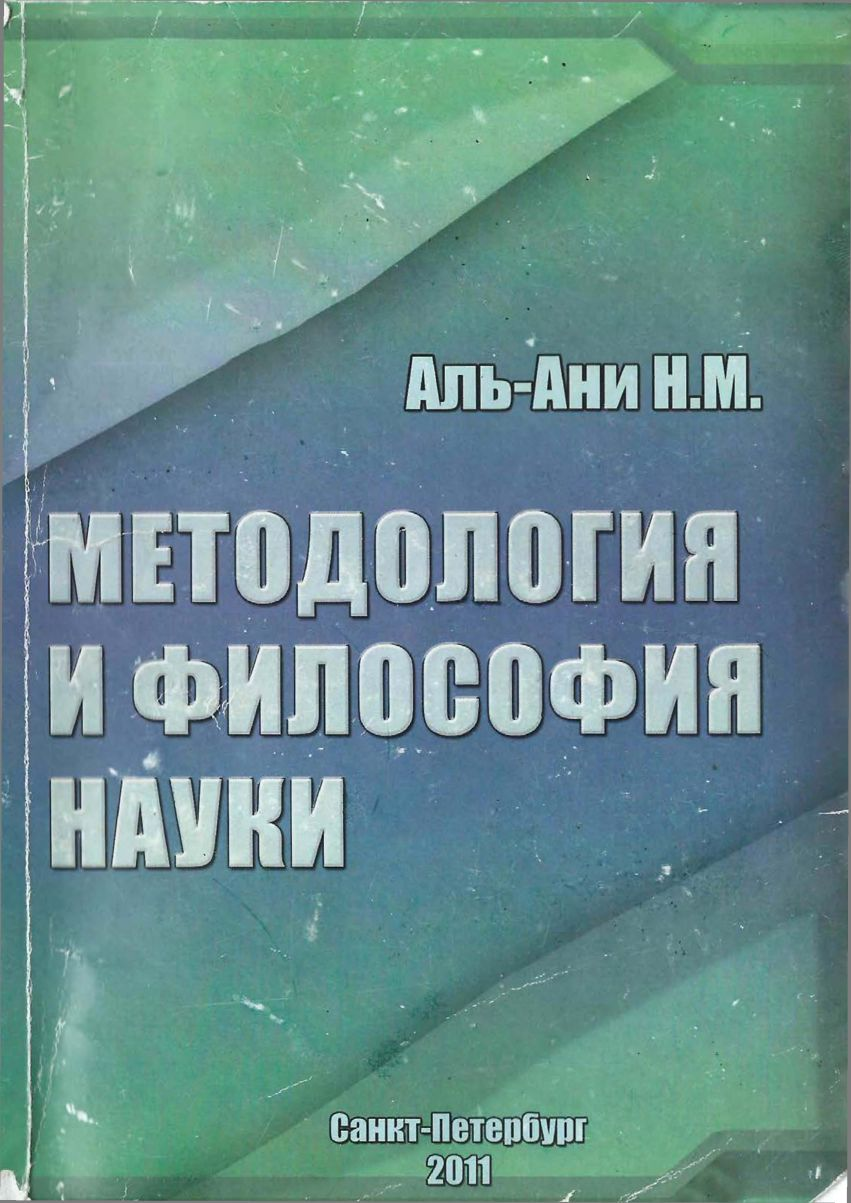 Аль-Ани Н.М.
МЕТОДОЛОГИЯ
И ФИЛОСОФИЯ
НАУКИ
Санкт-Петербург
2011